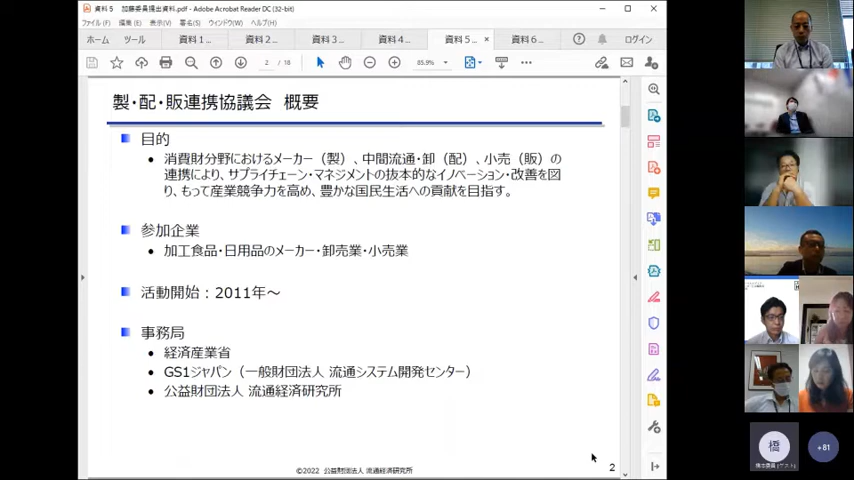 資料５ 加藤委員提出資料.pdf - Adobe Acrobat Reader DC (32-bit)
ファイル(F) 編集(E) 表示(V) 署名(S) ウィンドウ(W) ヘルプ(H)
ホーム ツール 資料１... 資料２... 資料３... 資料４... 資料５... × 資料６... ログイン
2 / 18 85.9%
製・配・販連携協議会 概要
目的
消費財分野におけるメーカー（製）、中間流通・卸（配）、小売（販）の
連携により、サプライチェーン・マネジメントの抜本的なイノベーション・改善を図
り、もって産業競争力を高め、豊かな国民生活への貢献を目指す。
参加企業
加工食品・日用品のメーカー・卸売業・小売業
活動開始：2011年～
事務局
経済産業省
GS1ジャパン（一般財団法人 流通システム開発センター）
公益財団法人 流通経済研究所
©2022 公益財団法人 流通経済研究所
2
橋
+81